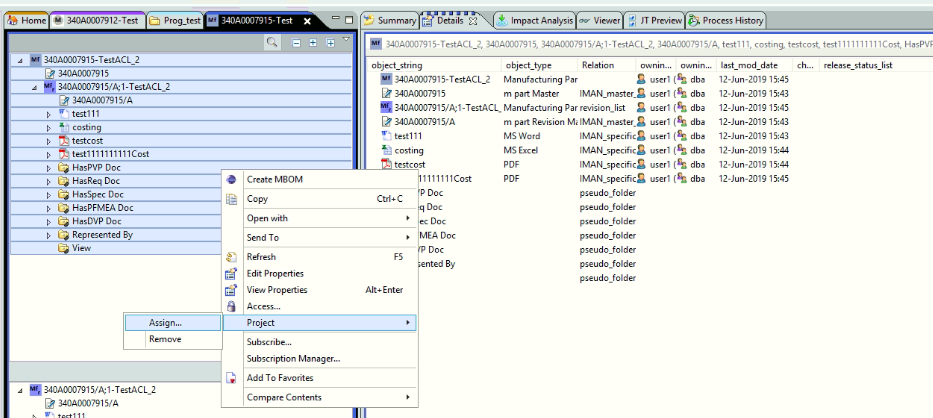 Home 340A0007912-Test Prog_test 340A0007915-Test Summary Details Impact Analysis Viewer JT Preview Process History
340A0007915-TestACL_2
340A0007915
340A0007915/A;1-TestACL_2
340A0007915/A
test111
costing
testcost
test1111111111Cost
HasPVP Doc
HasReq Doc
HasSpec Doc
HasPFMEA Doc
HasDVP Doc
Represented By
View
340A0007915/A;1-TestACL_2
340A0007915/A
test111
Create MBOM
Copy Ctrl+C
Open with
Send To
Refresh F5
Edit Properties
View Properties Alt+Enter
Access...
Project
Subscribe...
Subscription Manager...
Add To Favorites
Compare Contents
Assign...
Remove
340A0007915-TestACL_2, 340A0007915, 340A0007915/A;1-TestACL_2, 340A0007915/A, test111, costing, testcost, test1111111111Cost, HasPV
object_string object_type Relation ownin... ownin... last_mod_date ch... release_status_list
340A0007915-TestACL_2 Manufacturing Par user1 ( dba 12-Jun-2019 15:45
340A0007915 m part Master IMAN_master_ user1 ( dba 12-Jun-2019 15:43
340A0007915/A;1-TestACL_ Manufacturing Par revision_list user1 ( dba 12-Jun-2019 15:45
340A0007915/A m part Revision Ma IMAN_master_ user1 ( dba 12-Jun-2019 15:43
test111 MS Word IMAN_specific user1 ( dba 12-Jun-2019 15:43
costing MS Excel IMAN_specific user1 ( dba 12-Jun-2019 15:44
testcost PDF IMAN_specific user1 ( dba 12-Jun-2019 15:44
11111Cost PDF IMAN_specific user1 ( dba 12-Jun-2019 15:45
P Doc pseudo_folder
q Doc pseudo_folder
ec Doc pseudo_folder
MEA Doc pseudo_folder
P Doc pseudo_folder
sented By pseudo_folder
pseudo_folder